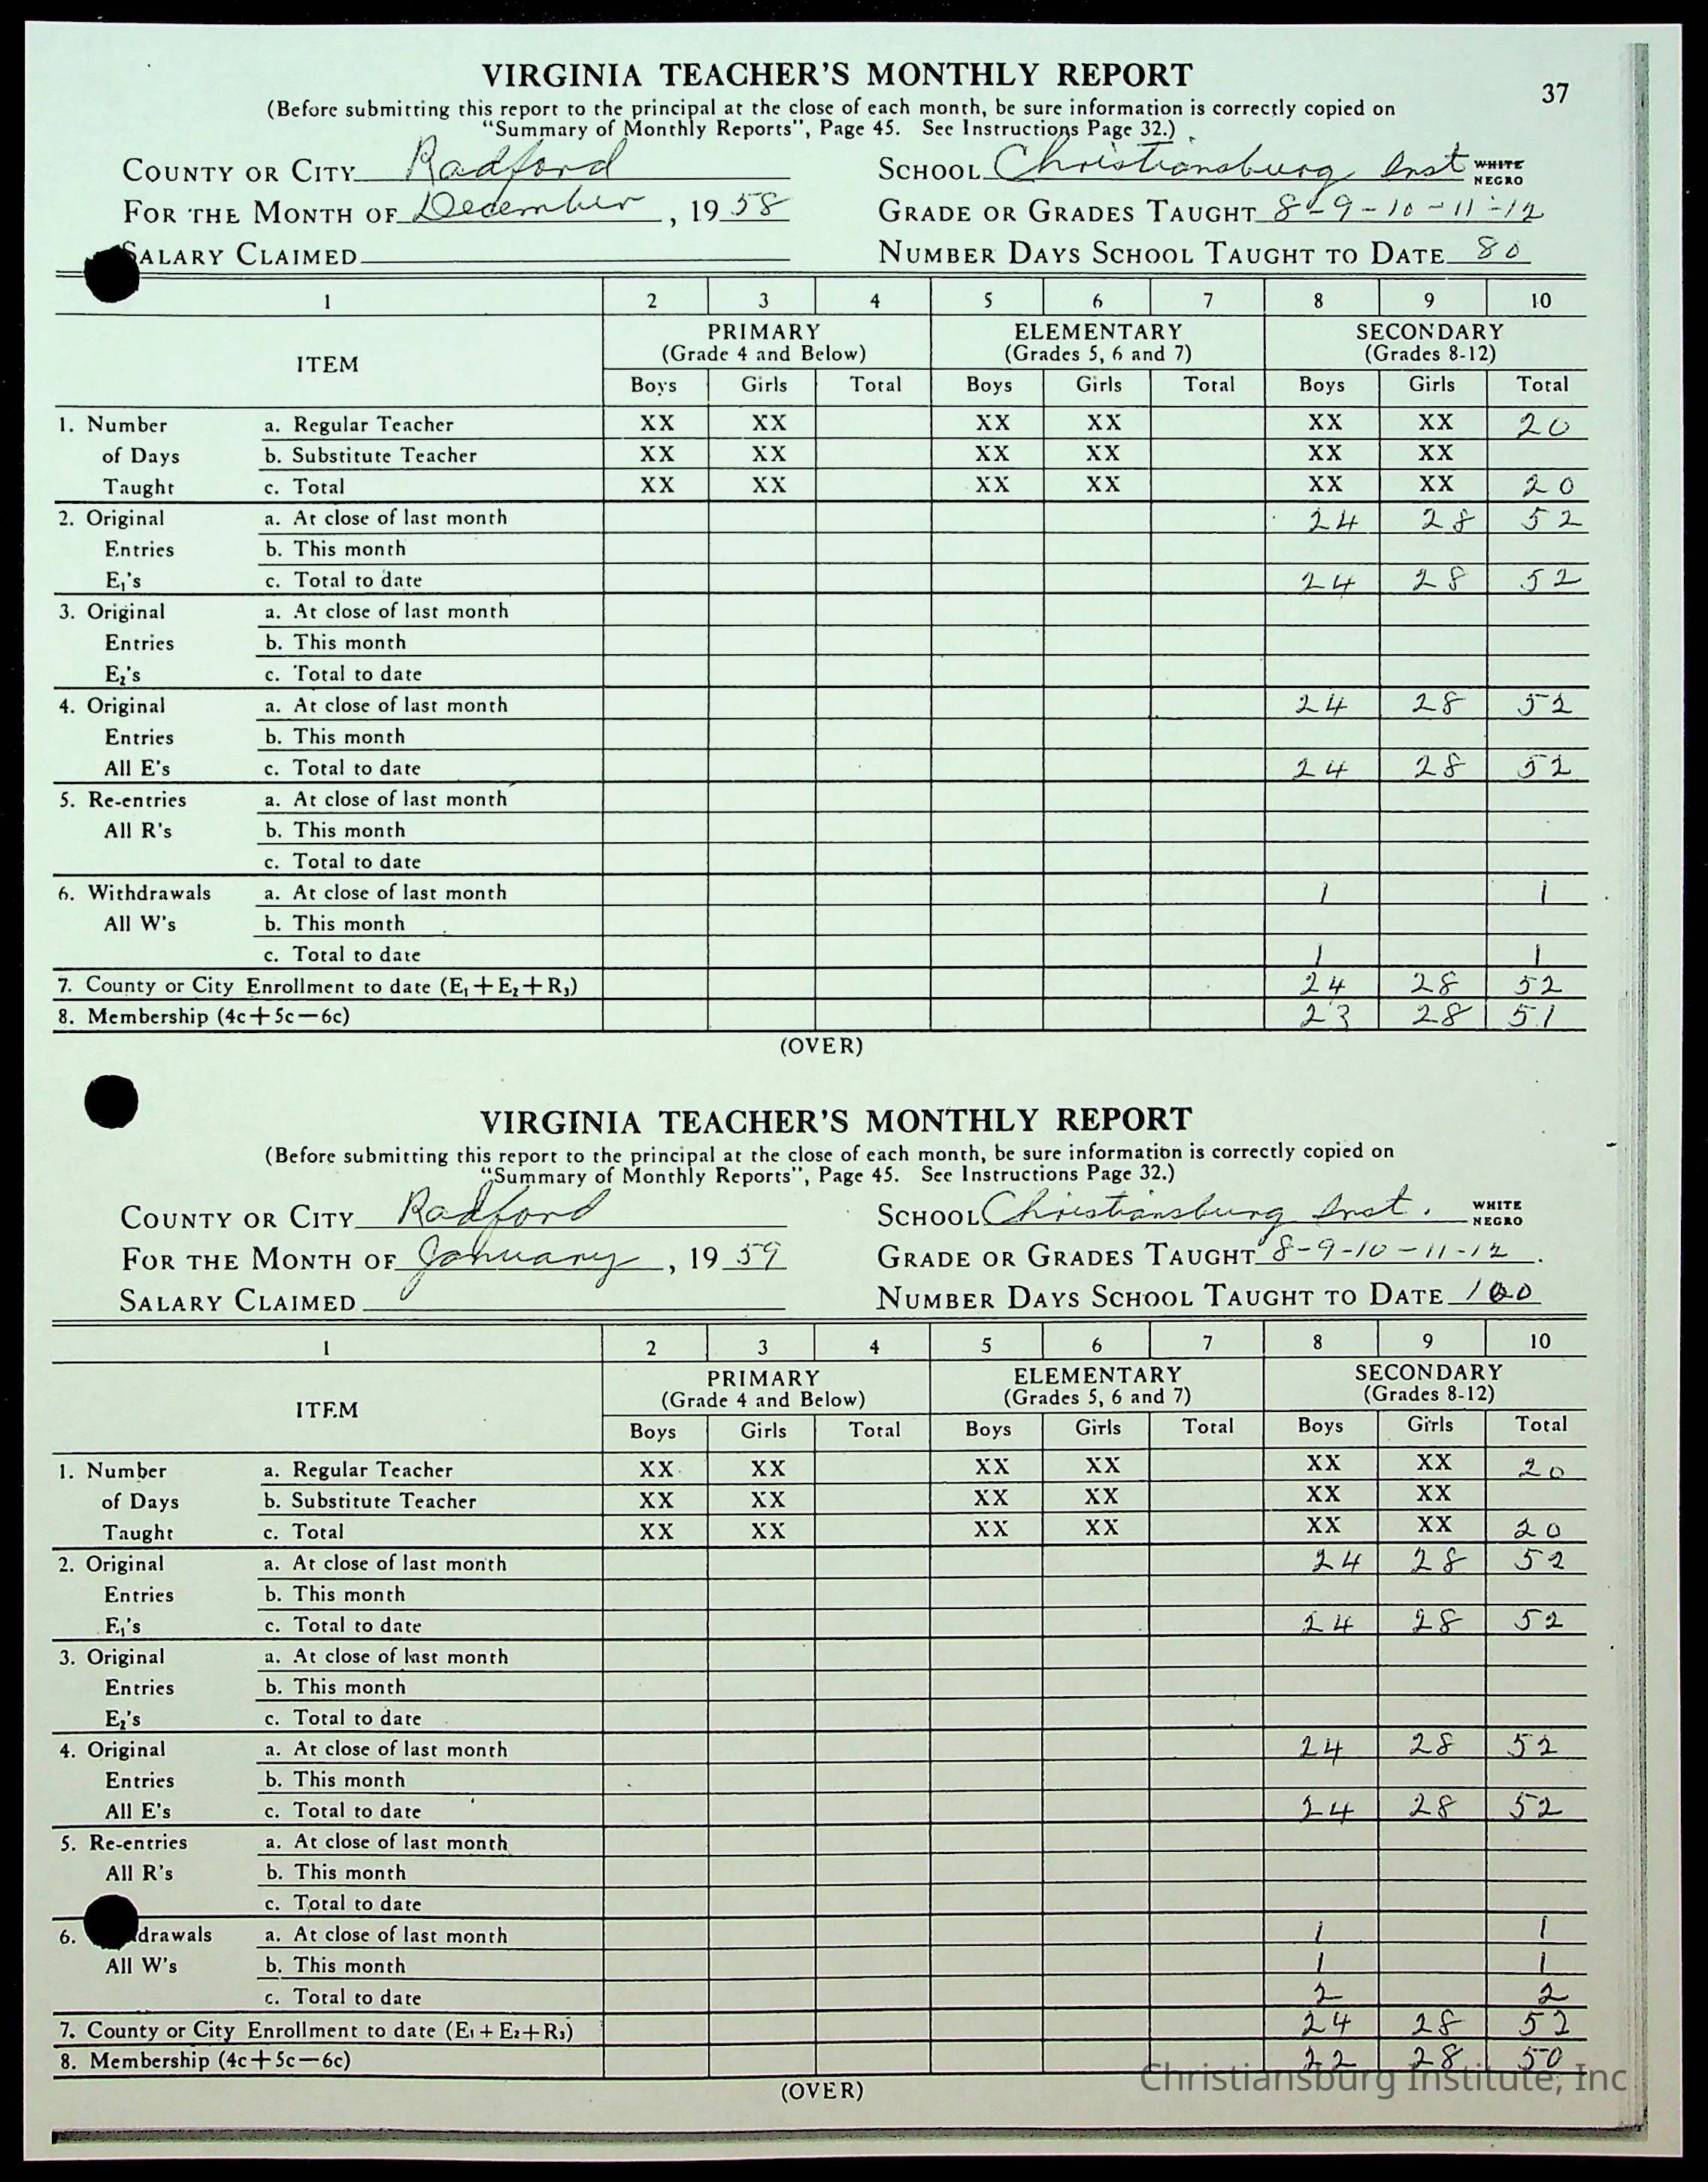 VIRGINIA TEACHER'S MONTHLY REPORT
37
(Before submitting this report to the principal at the close of each month, be sure information is correctly copied on
"Summary of Monthly Reports", Page 45. See Instructions Page 32.)
COUNTY OR CITY Radford SCHOOL Christiansburg Inst WHITE NEGRO
FOR THE MONTH OF December, 19 58 GRADE OR GRADES TAUGHT 8-9-10-11-12
SALARY CLAIMED NUMBER DAYS SCHOOL TAUGHT TO DATE 80
1 2 3 4 5 6 7 8 9 10
PRIMARY ELEMENTARY SECONDARY
ITEM (Grade 4 and Below) (Grades 5, 6 and 7) (Grades 8-12)
Boys Girls Total Boys Girls Total Boys Girls Total
1. Number a. Regular Teacher XX XX XX XX XX XX 20
of Days b. Substitute Teacher XX XX XX XX XX XX
Taught c. Total XX XX XX XX XX XX 20
2. Original a. At close of last month 24 28 52
Entries b. This month
E₁'s c. Total to date 24 28 52
3. Original a. At close of last month
Entries b. This month
E₂'s c. Total to date
4. Original a. At close of last month 24 28 52
Entries b. This month
All E's c. Total to date 24 28 52
5. Re-entries a. At close of last month
All R's b. This month
c. Total to date
6. Withdrawals a. At close of last month 1 1
All W's b. This month
c. Total to date 1 1
7. County or City Enrollment to date (E₁+E₂+R₃) 24 28 52
8. Membership (4c+5c—6c) 23 28 51
(OVER)
VIRGINIA TEACHER'S MONTHLY REPORT
(Before submitting this report to the principal at the close of each month, be sure information is correctly copied on
"Summary of Monthly Reports", Page 45. See Instructions Page 32.)
COUNTY OR CITY Radford SCHOOL Christiansburg Inst. WHITE NEGRO
FOR THE MONTH OF January, 19 59 GRADE OR GRADES TAUGHT 8-9-10-11-12
SALARY CLAIMED NUMBER DAYS SCHOOL TAUGHT TO DATE 100
1 2 3 4 5 6 7 8 9 10
PRIMARY ELEMENTARY SECONDARY
ITEM (Grade 4 and Below) (Grades 5, 6 and 7) (Grades 8-12)
Boys Girls Total Boys Girls Total Boys Girls Total
1. Number a. Regular Teacher XX XX XX XX XX XX 20
of Days b. Substitute Teacher XX XX XX XX XX XX
Taught c. Total XX XX XX XX XX XX 20
2. Original a. At close of last month 24 28 52
Entries b. This month
E₁'s c. Total to date 24 28 52
3. Original a. At close of last month
Entries b. This month
E₂'s c. Total to date
4. Original a. At close of last month 24 28 52
Entries b. This month
All E's c. Total to date 24 28 52
5. Re-entries a. At close of last month
All R's b. This month
c. Total to date
6. drawals a. At close of last month 1 1
All W's b. This month 1 1
c. Total to date 2 2
7. County or City Enrollment to date (E₁+E₂+R₃) 24 28 52
8. Membership (4c+5c—6c) 22 28 50
Christiansburg Institute, Inc
(OVER)